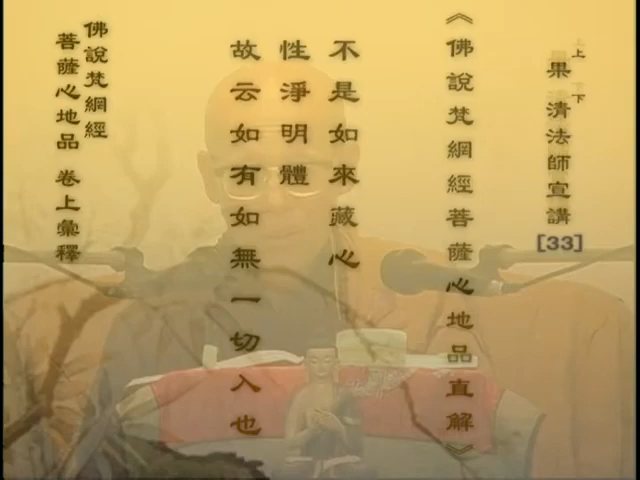 上果下清法師宣講
[33]
《佛說梵網經菩薩心地品直解》
不是如來藏心
性淨明體
故云如有如無一切入也
佛說梵網經
菩薩心地品 卷上彙釋